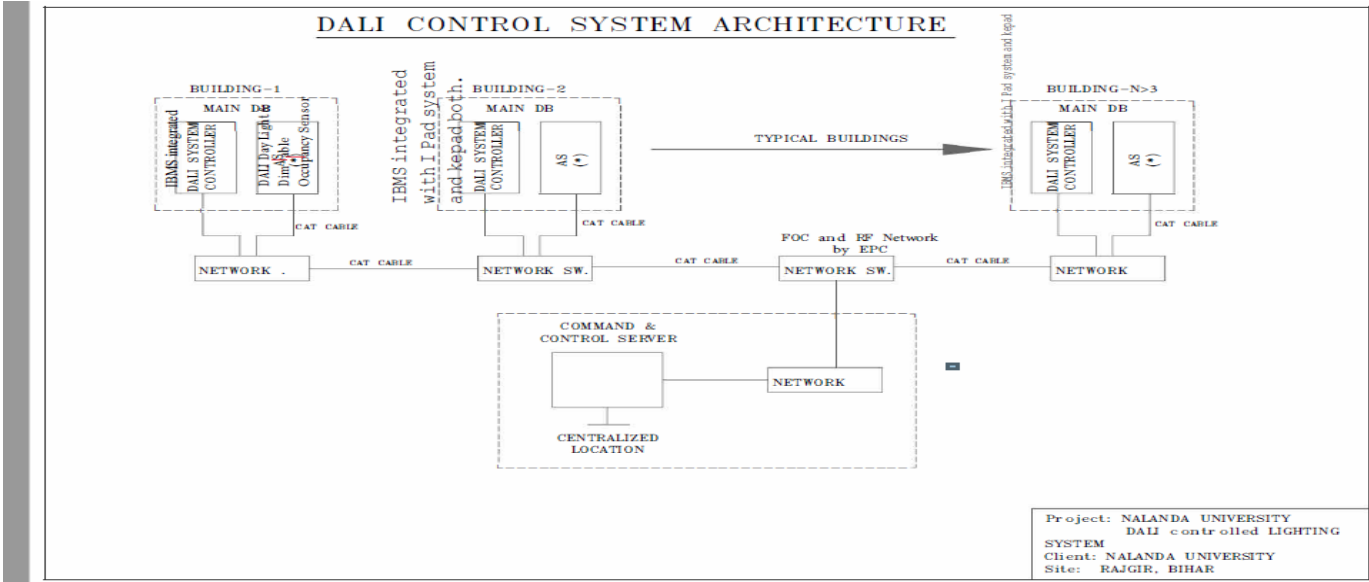 DALI CONTROL SYSTEM ARCHITECTURE
BUILDING-1
MAIN DB
IBMS integrated
DALI SYSTEM
CONTROLLER
DALI Day Light &
Dimmable
Occupancy Sensor
AS
(*)
CAT CABLE
IBMS integrated
with I Pad system
and kepad both.
BUILDING-2
MAIN DB
DALI SYSTEM
CONTROLLER
AS
(*)
CAT CABLE
TYPICAL BUILDINGS
IBMS integrated with I Pad system and kepad
BUILDING-N>3
MAIN DB
DALI SYSTEM
CONTROLLER
AS
(*)
CAT CABLE
FOC and RF Network
by EPC
NETWORK .
CAT CABLE
NETWORK SW.
CAT CABLE
NETWORK SW.
CAT CABLE
NETWORK
COMMAND &
CONTROL SERVER
NETWORK
CENTRALIZED
LOCATION
Project: NALANDA UNIVERSITY
DALI controlled LIGHTING
SYSTEM
Client: NALANDA UNIVERSITY
Site: RAJGIR, BIHAR